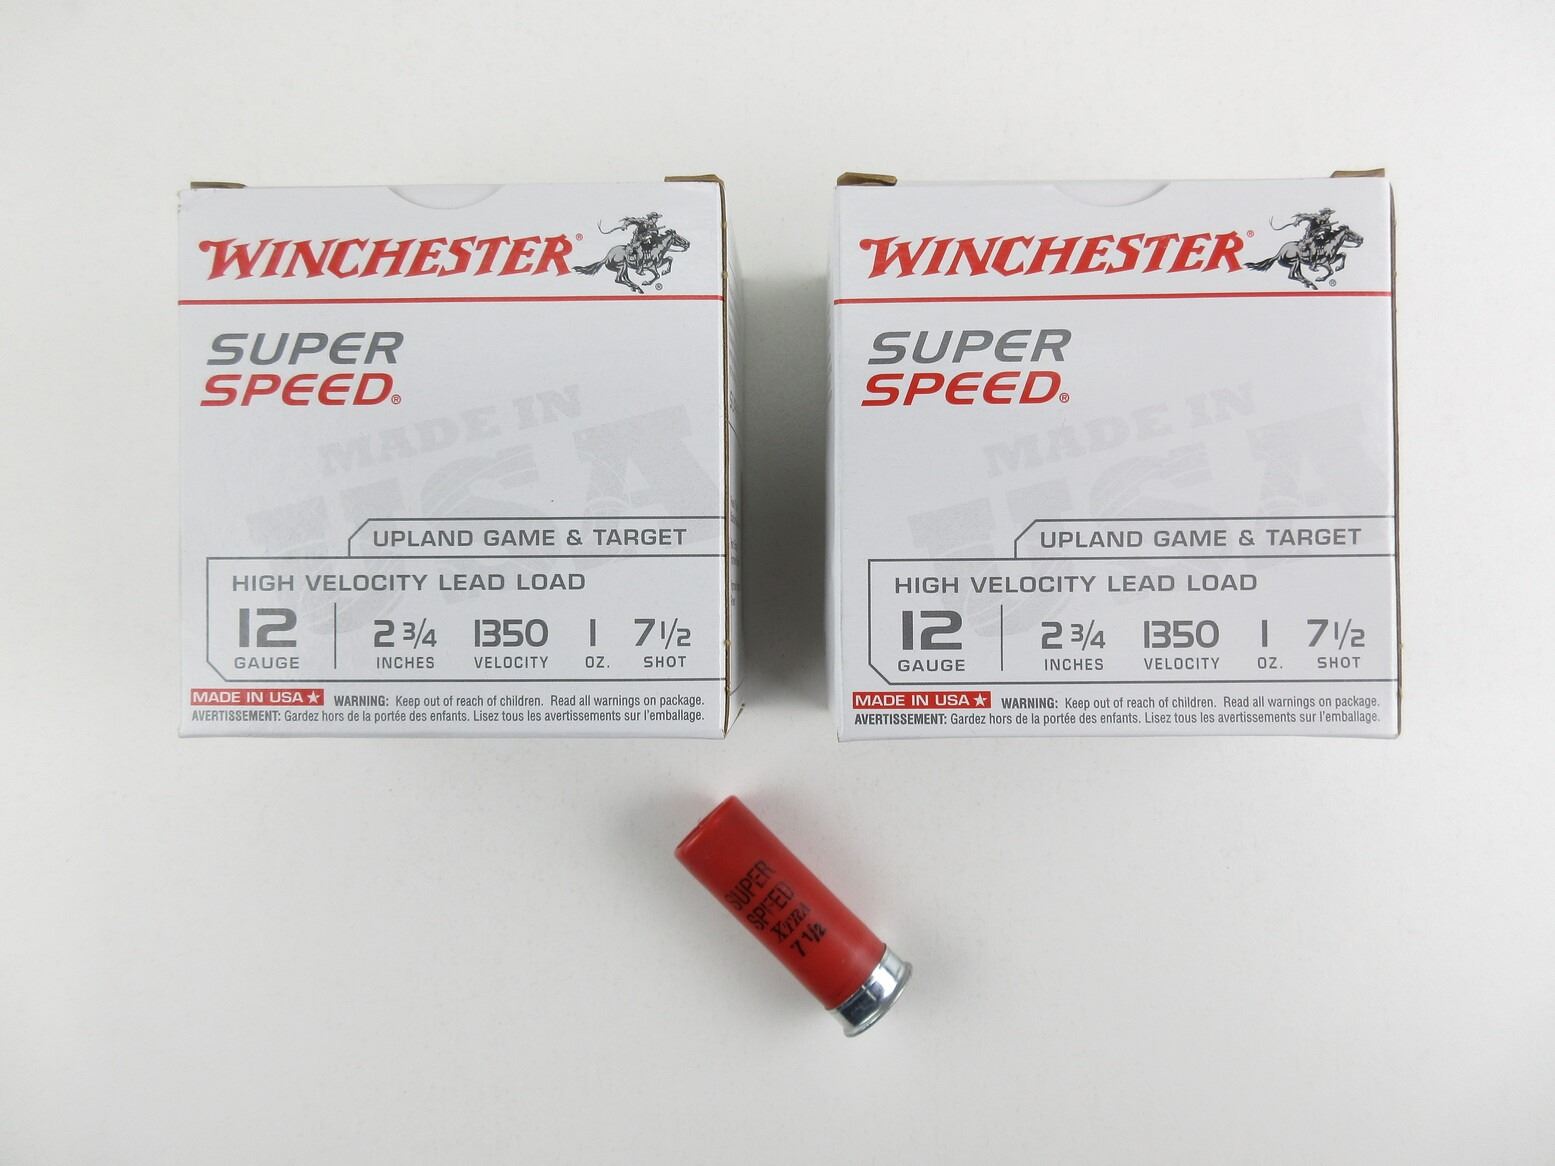 WINCHESTER®
®
SUPER
SPEED®
MADE IN
USA
UPLAND GAME & TARGET
HIGH VELOCITY LEAD LOAD
12 2 3/4 1350 1 7 1/2
GAUGE INCHES VELOCITY OZ. SHOT
MADE IN USA ★ WARNING: Keep out of reach of children. Read all warnings on package.
AVERTISSEMENT: Gardez hors de la portée des enfants. Lisez tous les avertissements sur l'emballage.
WINCHESTER®
®
SUPER
SPEED®
MADE IN
USA
UPLAND GAME & TARGET
HIGH VELOCITY LEAD LOAD
12 2 3/4 1350 1 7 1/2
GAUGE INCHES VELOCITY OZ. SHOT
MADE IN USA ★ WARNING: Keep out of reach of children. Read all warnings on package.
AVERTISSEMENT: Gardez hors de la portée des enfants. Lisez tous les avertissements sur l'emballage.
SUPER
SPEED
XTRA
7 1/2